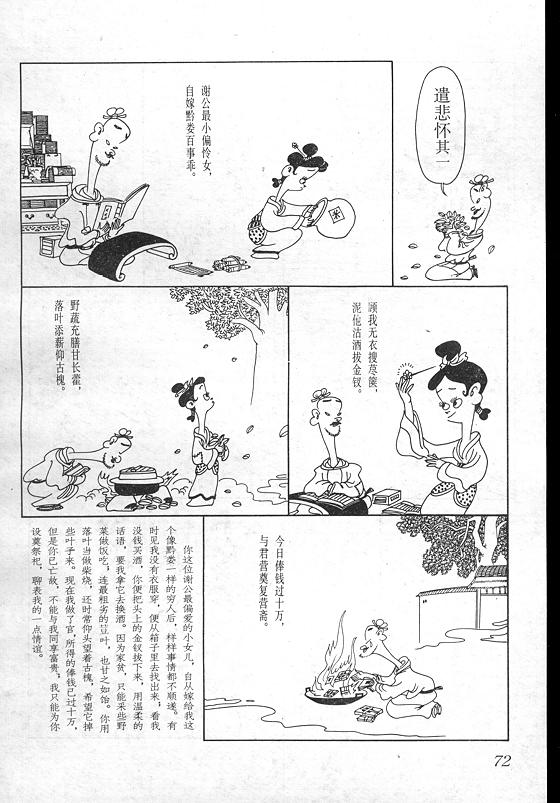 遣悲怀其一
谢公最小偏怜女，
自嫁黔娄百事乖。
顾我无衣搜荩箧，
泥他沽酒拔金钗。
野蔬充膳甘长藿，
落叶添薪仰古槐。
今日俸钱过十万，
与君营奠复营斋。
你这位谢公最偏爱的小女儿，自从嫁给我这
个像黔娄一样的穷人后，样样事情都不顺遂。有
时见我没有衣服穿，便从箱子里去找出来；看我
没钱买酒，你便把头上的金钗拔下来，用温柔的
话语，要我拿它去换酒。因为家贫，只能采些野
菜做饭吃，连最粗劣的豆叶，也甘之如饴。你用
落叶当做柴烧，还时常仰头望着古槐，希望它掉
些叶子来。现在我做了官，所得的俸钱已过十万，
但是你已亡故，不能与我同享富贵，我只能为你
设奠祭祀，聊表我的一点情谊。
72